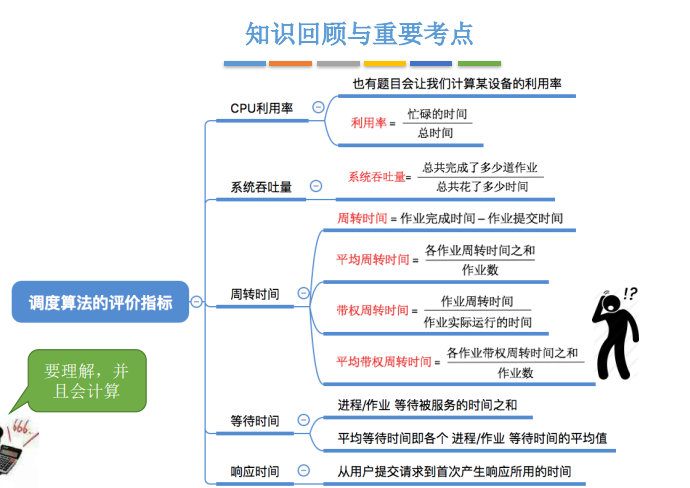 知识回顾与重要考点
也有题目会让我们计算某设备的利用率
CPU利用率
利用率 = 忙碌的时间
总时间
系统吞吐量
系统吞吐量= 总共完成了多少道作业
总共花了多少时间
周转时间 = 作业完成时间 – 作业提交时间
平均周转时间 = 各作业周转时间之和
作业数
周转时间
调度算法的评价指标
带权周转时间 = 作业周转时间
作业实际运行的时间
平均带权周转时间 = 各作业带权周转时间之和
作业数
!?
要理解，并
且会计算
666.
等待时间
进程/作业 等待被服务的时间之和
平均等待时间即各个 进程/作业 等待时间的平均值
响应时间
从用户提交请求到首次产生响应所用的时间